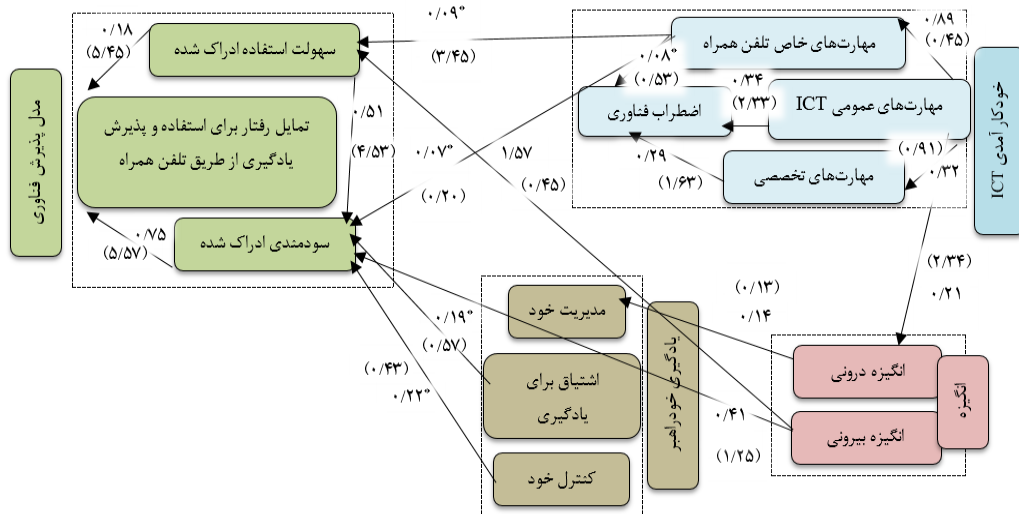 خودکارآمدی ICT
مهارت‌های خاص تلفن همراه
مهارت‌های عمومی ICT
مهارت‌های تخصصی
اضطراب فناوری
۰/۸۹
(۰/۴۵)
۰/۰۸*
(۰/۵۳)
۰/۳۴
(۲/۳۳)
(۰/۹۱)
۰/۳۲
۰/۲۹
(۱/۶۳)
۰/۰۹*
(۳/۴۵)
۰/۱۸
(۵/۴۵)
سهولت استفاده ادراک شده
مدل پذیرش فناوری
تمایل رفتار برای استفاده و پذیرش
یادگیری از طریق تلفن همراه
۰/۵۱
(۴/۵۳)
۰/۰۷*
(۰/۲۰)
۱/۵۷
(۰/۴۵)
سودمندی ادراک شده
۰/۷۵
(۵/۵۷)
(۲/۳۴)
۰/۲۱
(۰/۱۳)
۰/۱۴
مدیریت خود
یادگیری خودراهبر
اشتیاق برای
یادگیری
کنترل خود
۰/۱۹*
(۰/۵۷)
(۰/۴۳)
۰/۲۲*
انگیزه
انگیزه درونی
انگیزه بیرونی
۰/۴۱
(۱/۲۵)